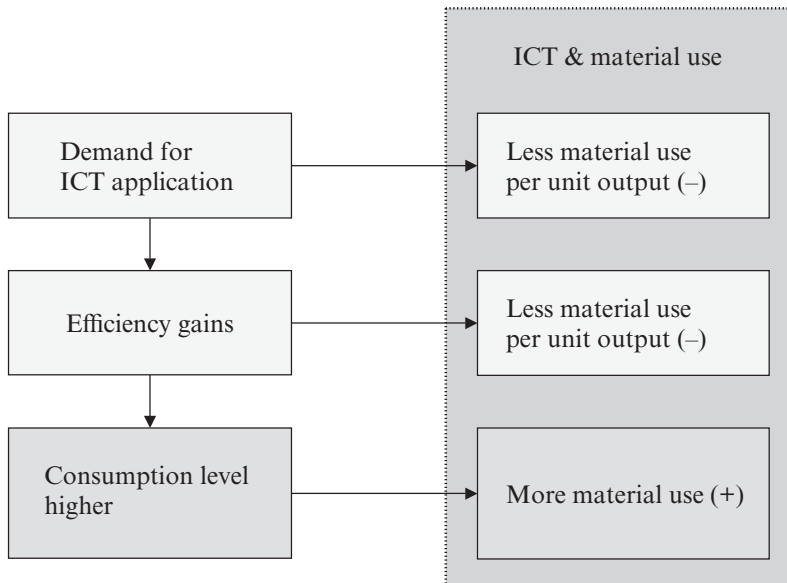 ICT & material use
Demand for
ICT application
Less material use
per unit output (–)
Efficiency gains
Less material use
per unit output (–)
Consumption level
higher
More material use (+)